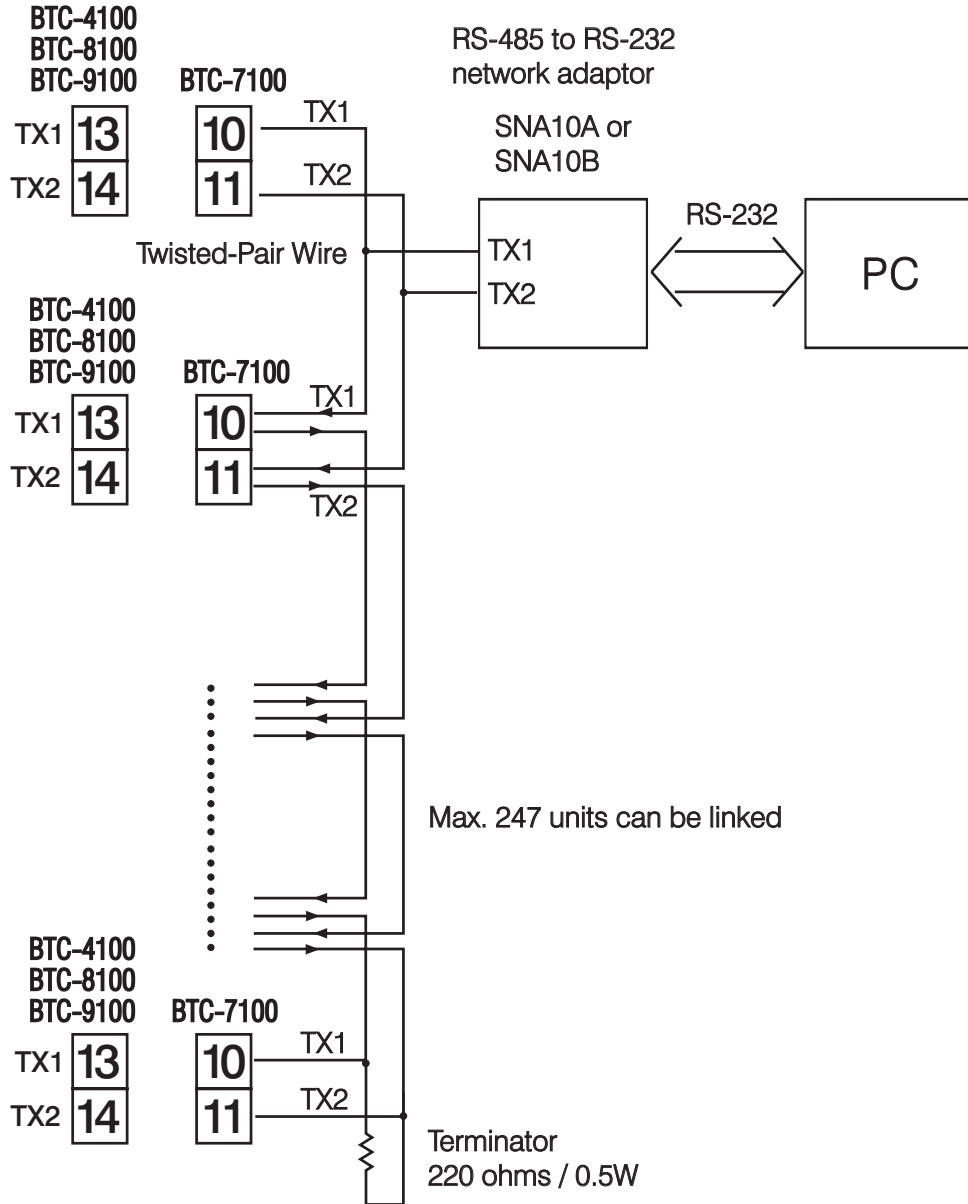 BTC-4100
BTC-8100
BTC-9100
BTC-7100
TX1 13
10 TX1
TX2 14
11 TX2
RS-485 to RS-232
network adaptor
SNA10A or
SNA10B
TX1
TX2
RS-232
PC
Twisted-Pair Wire
BTC-4100
BTC-8100
BTC-9100
BTC-7100
TX1 13
10 TX1
TX2 14
11 TX2
Max. 247 units can be linked
BTC-4100
BTC-8100
BTC-9100
BTC-7100
TX1 13
10 TX1
TX2 14
11 TX2
Terminator
220 ohms / 0.5W